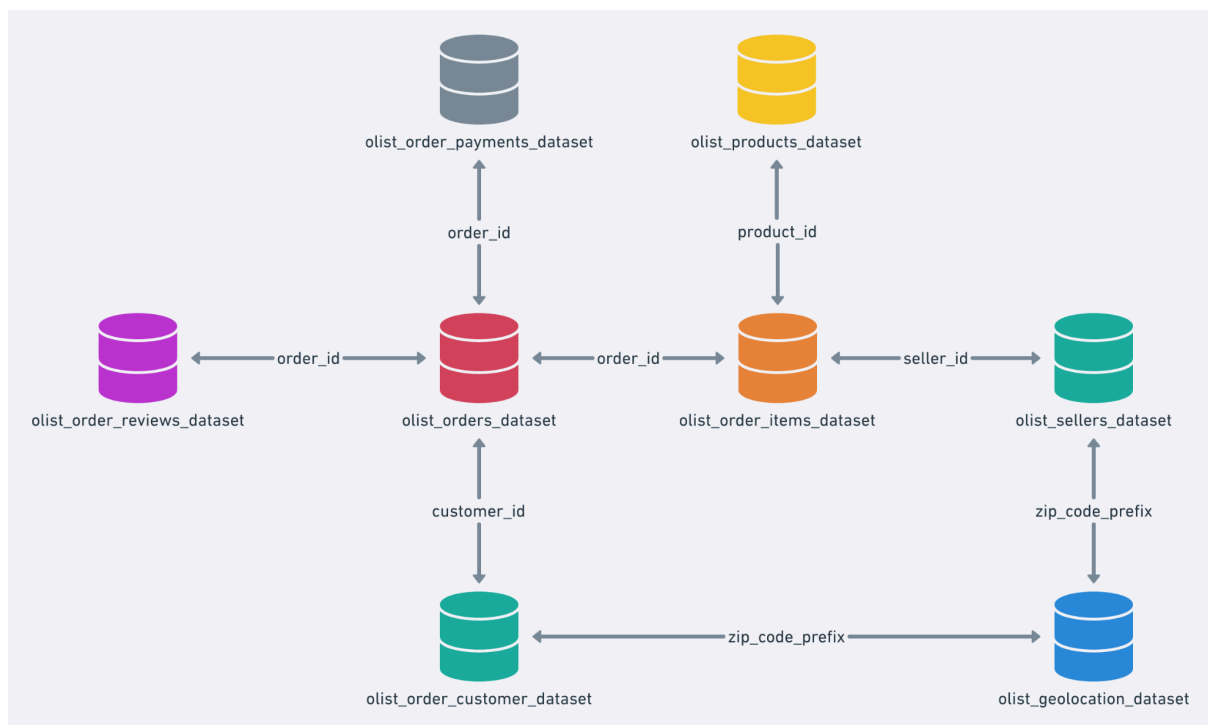 olist_order_payments_dataset
olist_products_dataset
order_id
product_id
order_id
order_id
seller_id
olist_order_reviews_dataset
olist_orders_dataset
olist_order_items_dataset
olist_sellers_dataset
customer_id
zip_code_prefix
zip_code_prefix
olist_order_customer_dataset
olist_geolocation_dataset